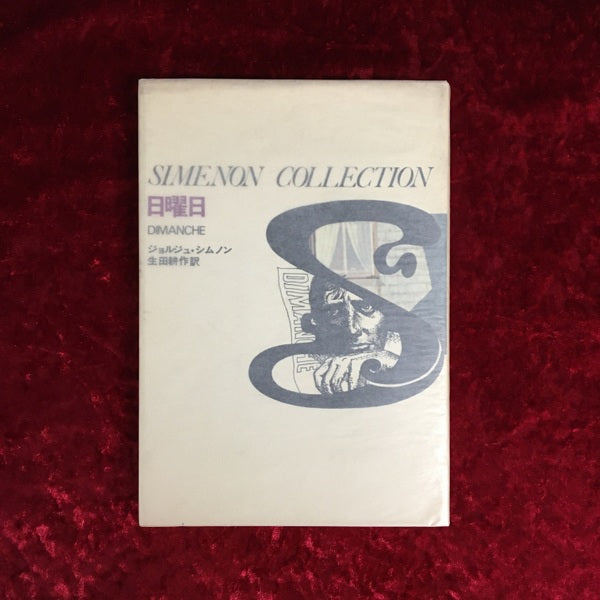 SIMENON COLLECTION
日曜日
DIMANCHE
ジョルジュ・シムノン
生田耕作訳
DIMANCHE